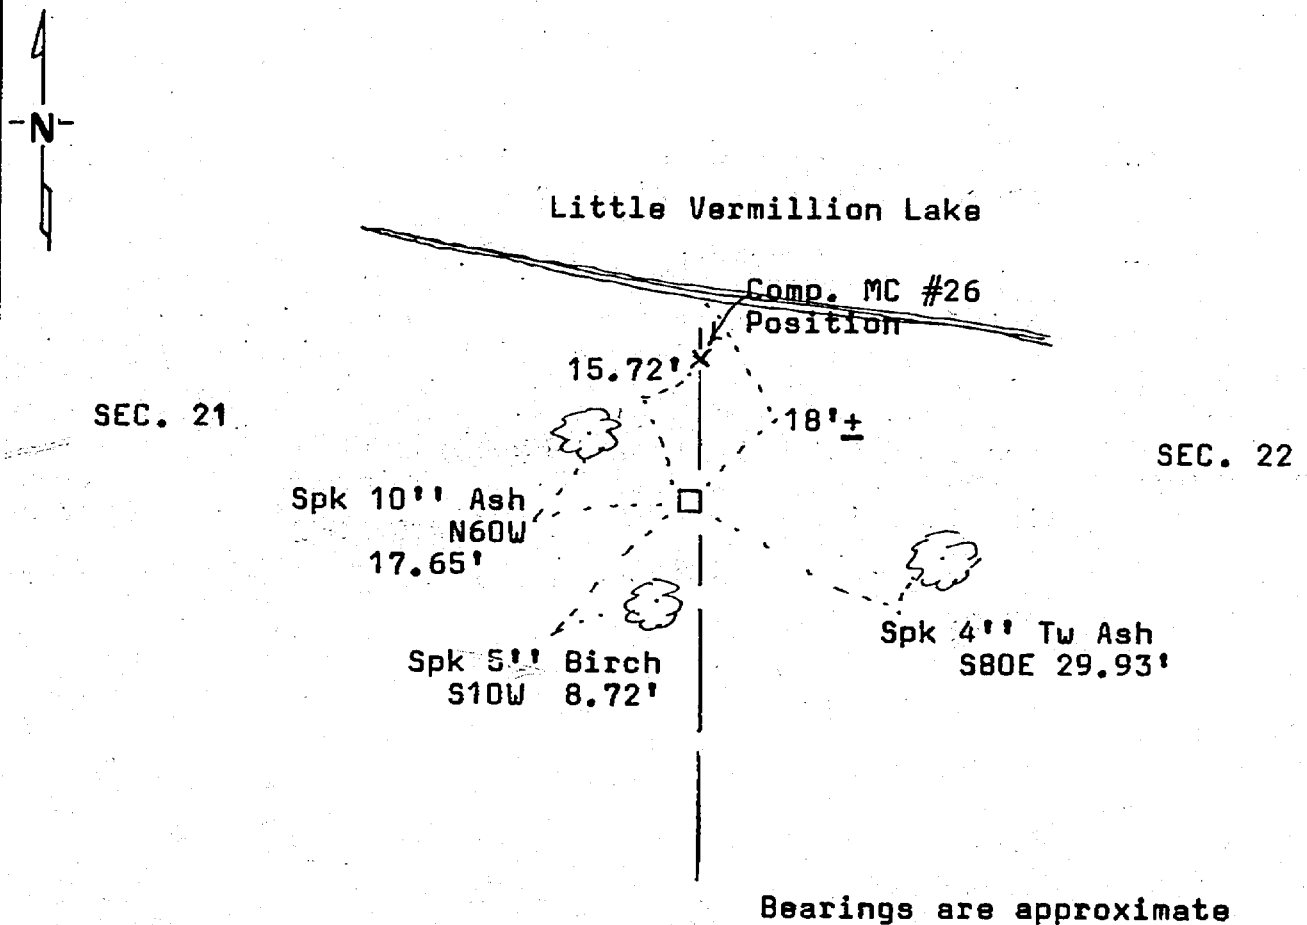 -N-
Little Vermillion Lake
Comp. MC #26
Position
15.72'
SEC. 21
18'±
SEC. 22
Spk 10'' Ash
N60W
17.65'
Spk 4'' Tw Ash
S80E 29.93'
Spk 5'' Birch
S10W 8.72'
Bearings are approximate